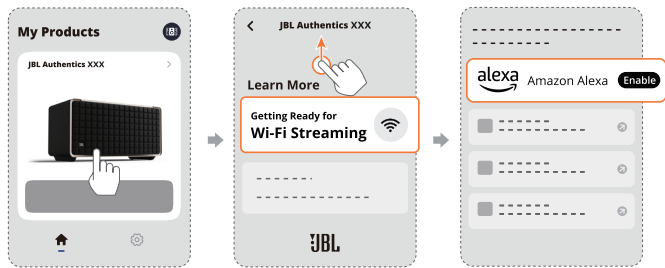 My Products
JBL Authentics XXX
JBL Authentics XXX
Learn More
Getting Ready for
Wi-Fi Streaming
JBL
alexa
Amazon Alexa
Enable